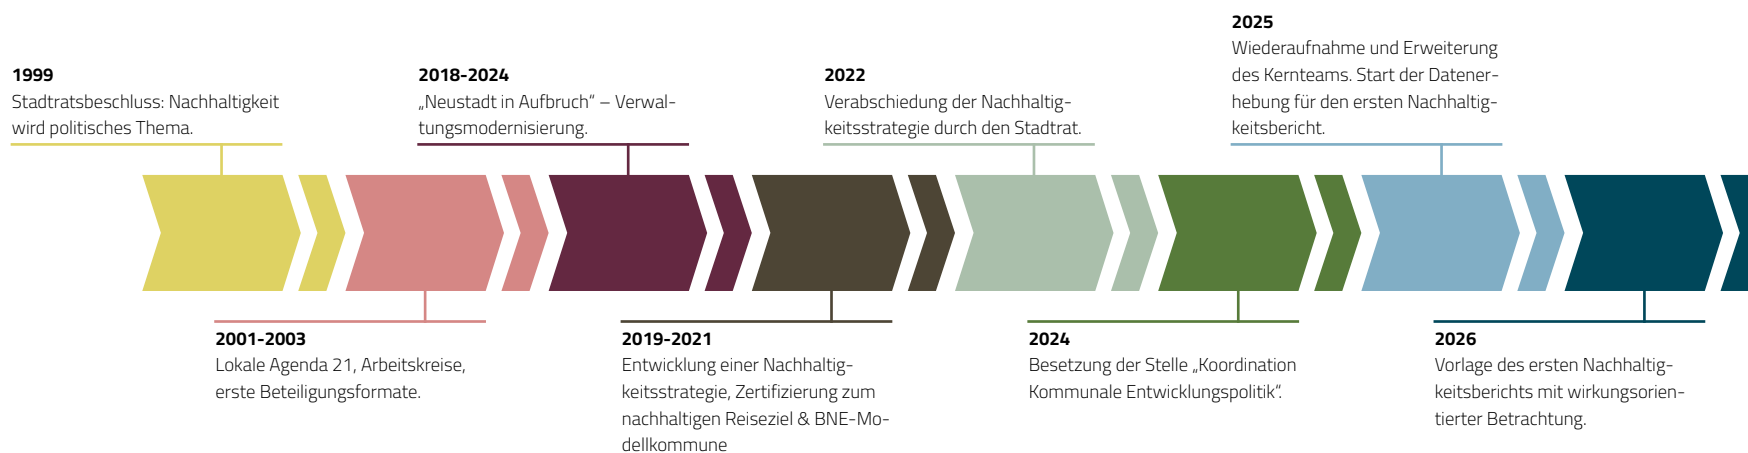 1999
Stadtratsbeschluss: Nachhaltigkeit
wird politisches Thema.
2001-2003
Lokale Agenda 21, Arbeitskreise,
erste Beteiligungsformate.
2018-2024
„Neustadt in Aufbruch“ – Verwal-
tungsmodernisierung.
2019-2021
Entwicklung einer Nachhaltig-
keitsstrategie, Zertifizierung zum
nachhaltigen Reiseziel & BNE-Mo-
dellkommune
2022
Verabschiedung der Nachhaltig-
keitsstrategie durch den Stadtrat.
2024
Besetzung der Stelle „Koordination
Kommunale Entwicklungspolitik“.
2025
Wiederaufnahme und Erweiterung
des Kernteams. Start der Datener-
hebung für den ersten Nachhaltig-
keitsbericht.
2026
Vorlage des ersten Nachhaltig-
keitsberichts mit wirkungsorien-
tierter Betrachtung.